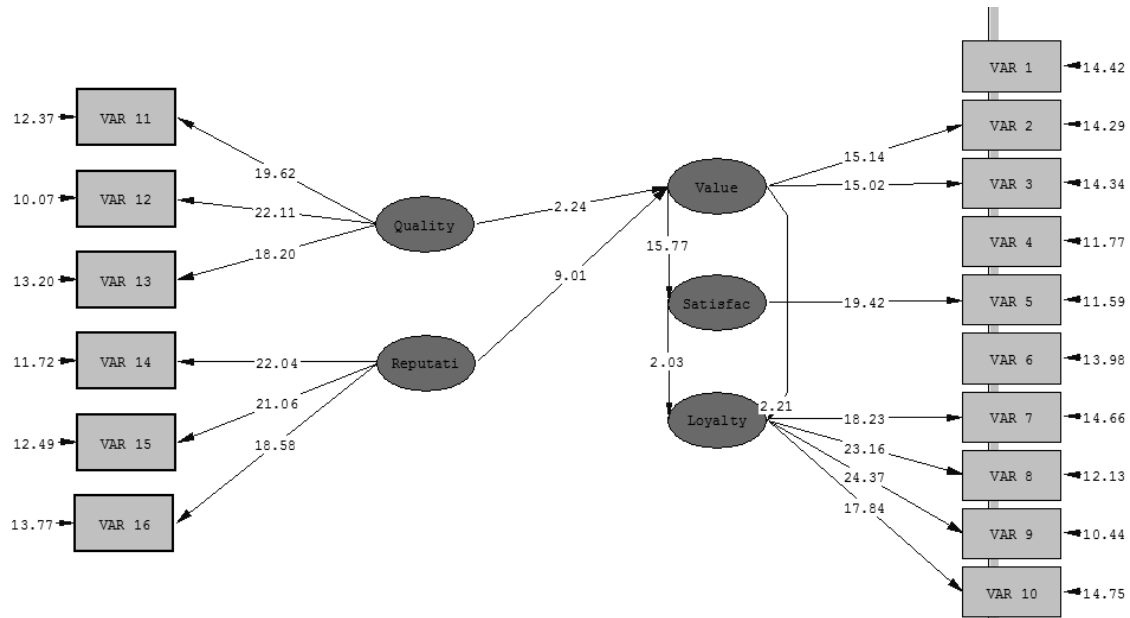 VAR 1
14.42
VAR 11
12.37
VAR 2
14.29
15.14
19.62
VAR 3
14.34
15.02
Value
VAR 12
10.07
22.11
2.24
Quality
VAR 4
11.77
15.77
18.20
9.01
VAR 13
13.20
Satisfac
19.42
VAR 5
11.59
VAR 14
11.72
22.04
Reputati
2.03
VAR 6
13.98
21.06
2.21
Loyalty
18.23
VAR 7
14.66
VAR 15
12.49
18.58
23.16
VAR 8
12.13
24.37
17.84
VAR 16
13.77
VAR 9
10.44
VAR 10
14.75